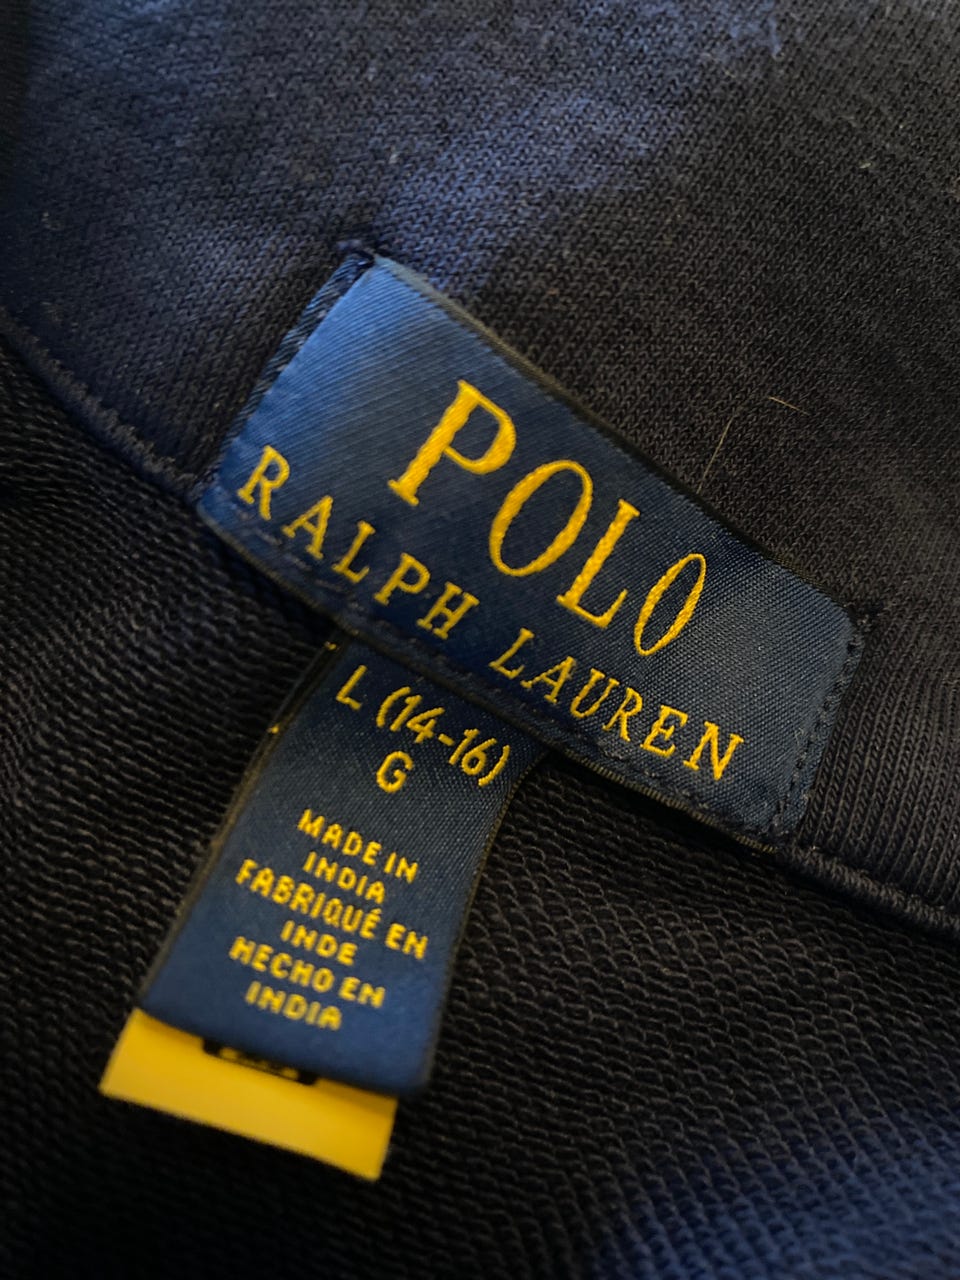 POLO
RALPH LAUREN
L (14-16)
G
MADE IN
INDIA
FABRIQUÉ EN
INDE
HECHO EN
INDIA